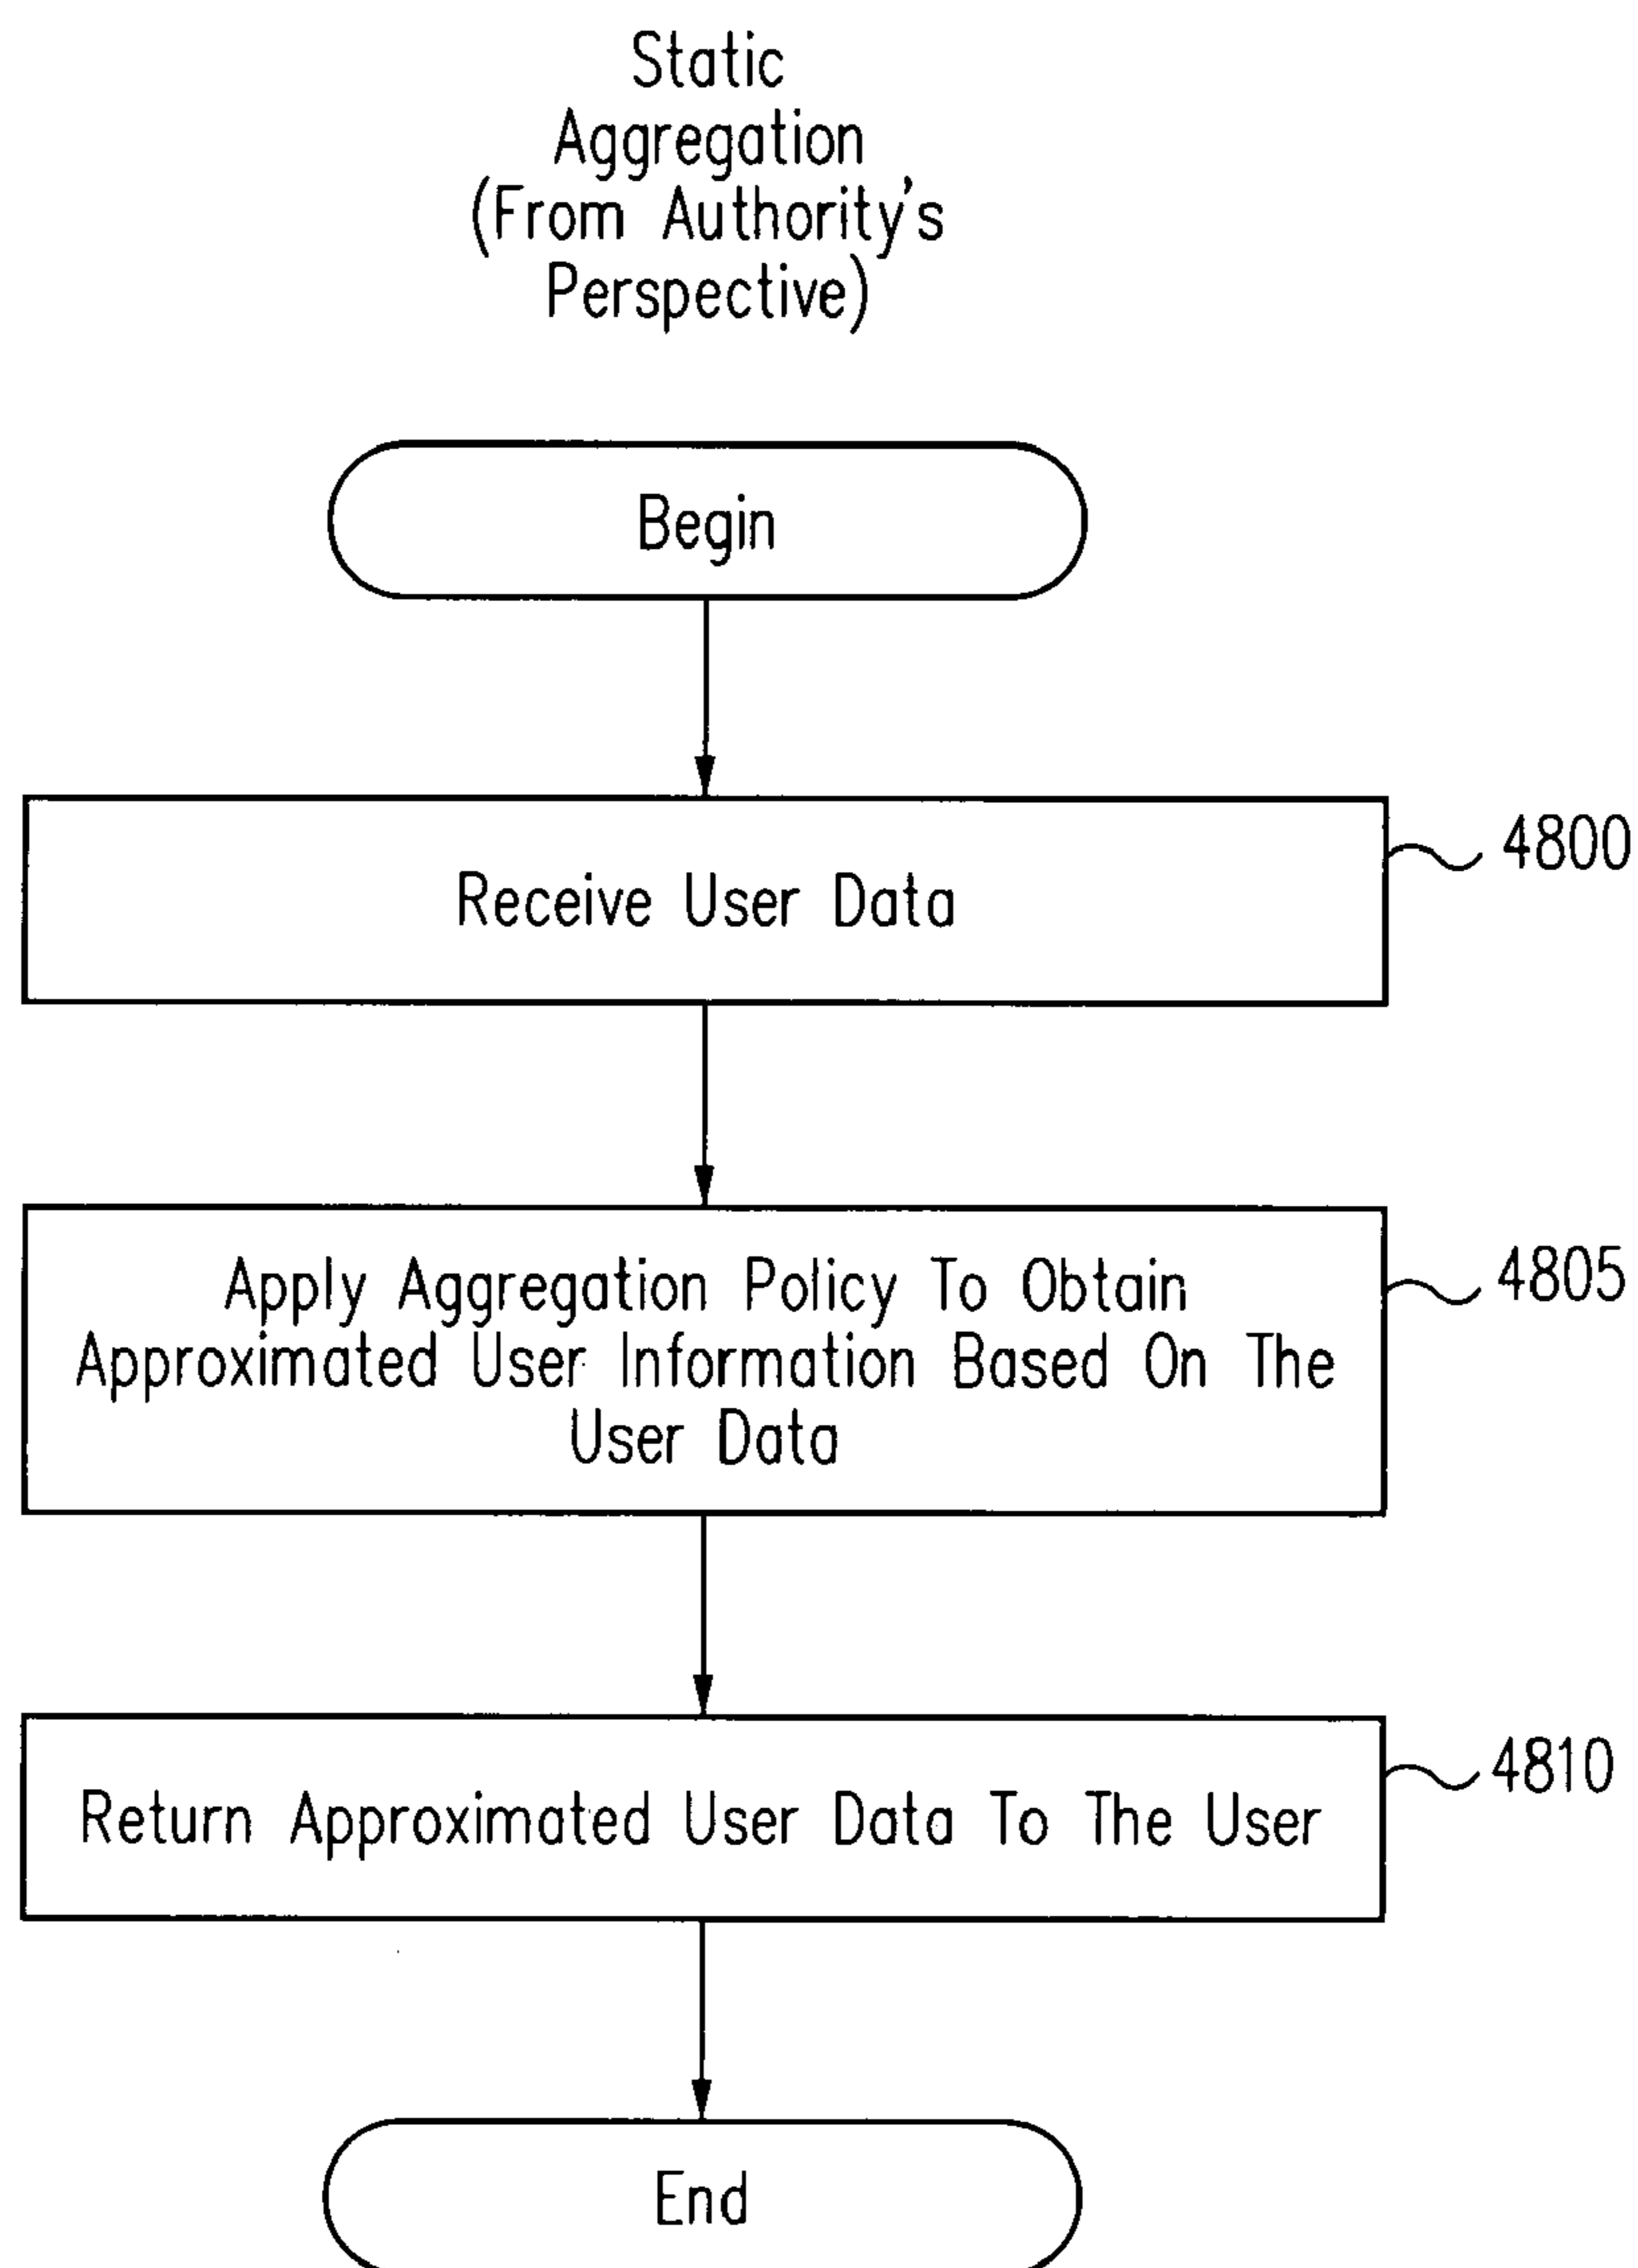 Static
Aggregation
(From Authority's
Perspective)
Begin
4800
Receive User Data
4805
Apply Aggregation Policy To Obtain
Approximated User Information Based On The
User Data
4810
Return Approximated User Data To The User
End